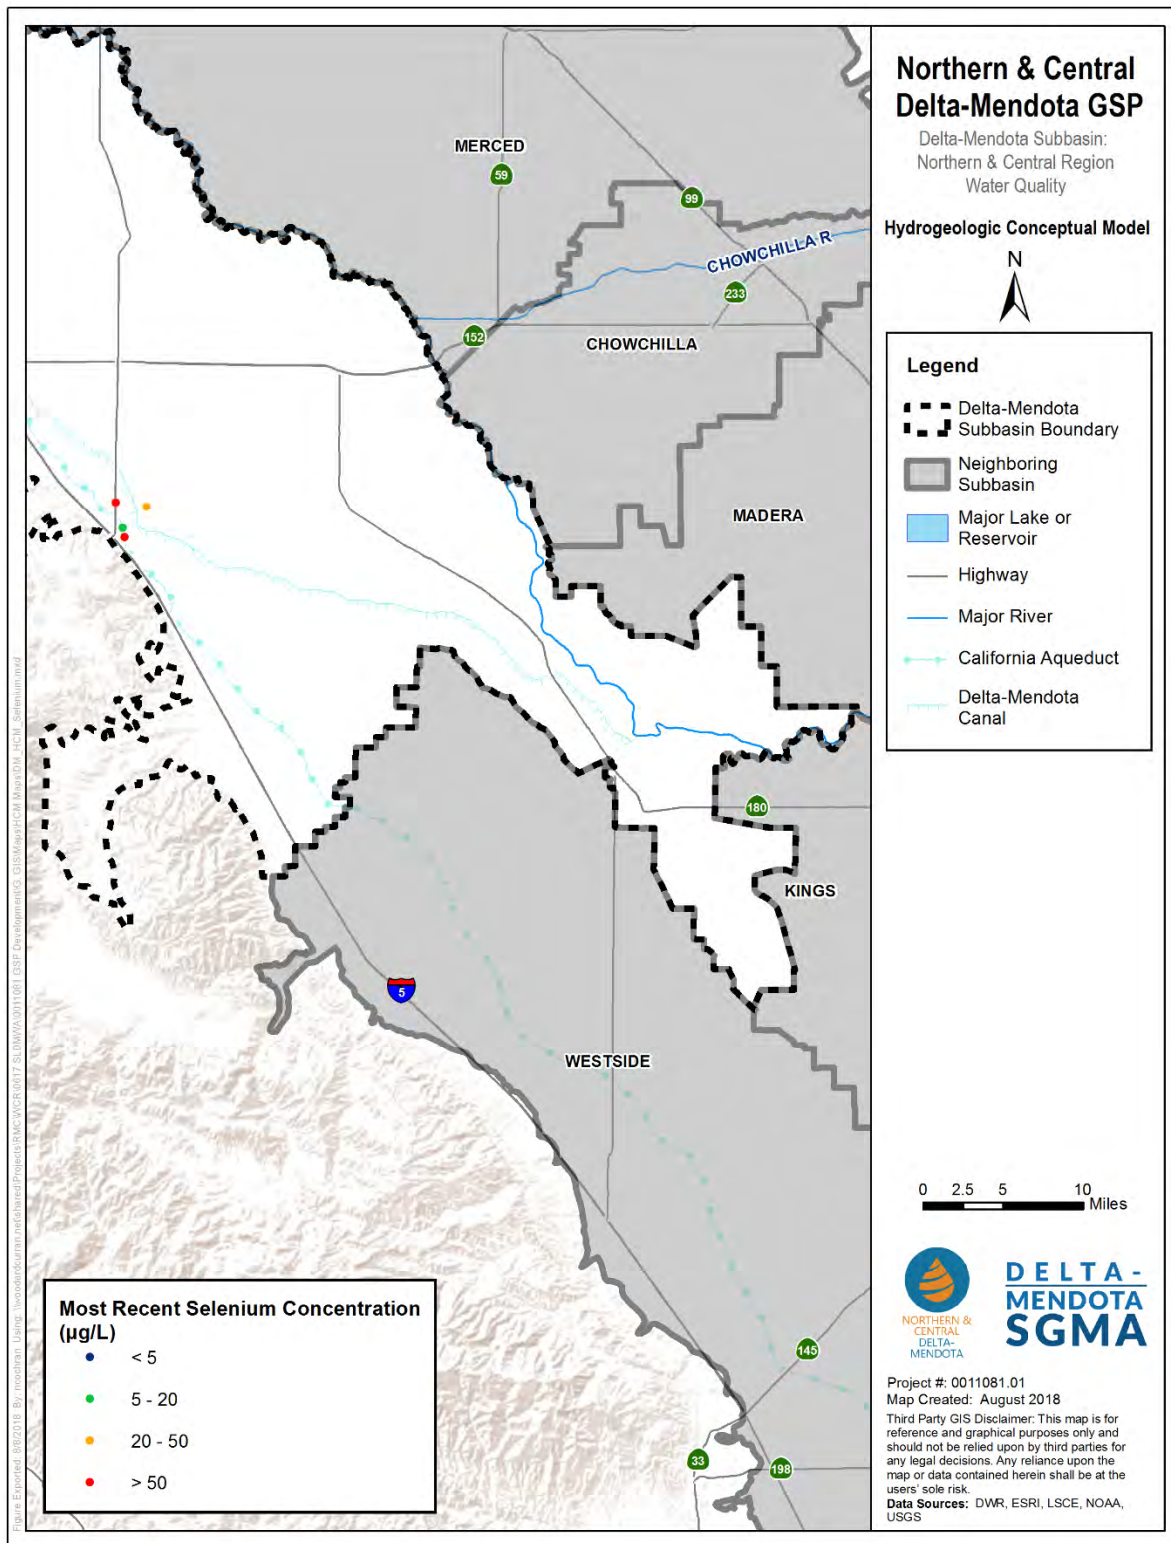 Northern & Central
Delta-Mendota GSP
Delta-Mendota Subbasin:
Northern & Central Region
Water Quality
Hydrogeologic Conceptual Model
N
Legend
Delta-Mendota
Subbasin Boundary
Neighboring
Subbasin
Major Lake or
Reservoir
Highway
Major River
California Aqueduct
Delta-Mendota
Canal
MERCED
59
99
CHOWCHILLA R
233
152
CHOWCHILLA
MADERA
180
KINGS
5
WESTSIDE
145
33
198
0 2.5 5 10
Miles
NORTHERN &
CENTRAL
DELTA-
MENDOTA
DELTA-
MENDOTA
SGMA
Project #: 0011081.01
Map Created: August 2018
Third Party GIS Disclaimer: This map is for
reference and graphical purposes only and
should not be relied upon by third parties for
any legal decisions. Any reliance upon the
map or data contained herein shall be at the
users' sole risk.
Data Sources: DWR, ESRI, LSCE, NOAA,
USGS
Most Recent Selenium Concentration
(µg/L)
< 5
5 - 20
20 - 50
> 50